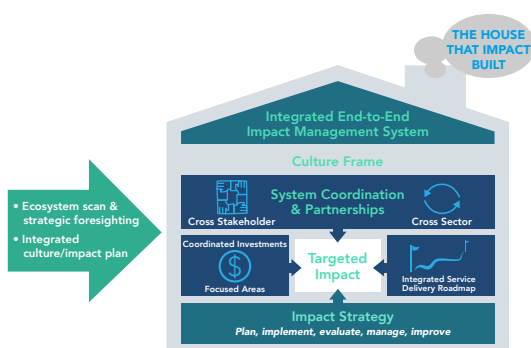 THE HOUSE
THAT IMPACT
BUILT
Integrated End-to-End
Impact Management System
Culture Frame
System Coordination
& Partnerships
Cross Stakeholder
Cross Sector
• Ecosystem scan &
strategic foresighting
• Integrated
culture/impact plan
Coordinated Investments
$
Focused Areas
Targeted
Impact
Integrated Service
Delivery Roadmap
Impact Strategy
Plan, implement, evaluate, manage, improve